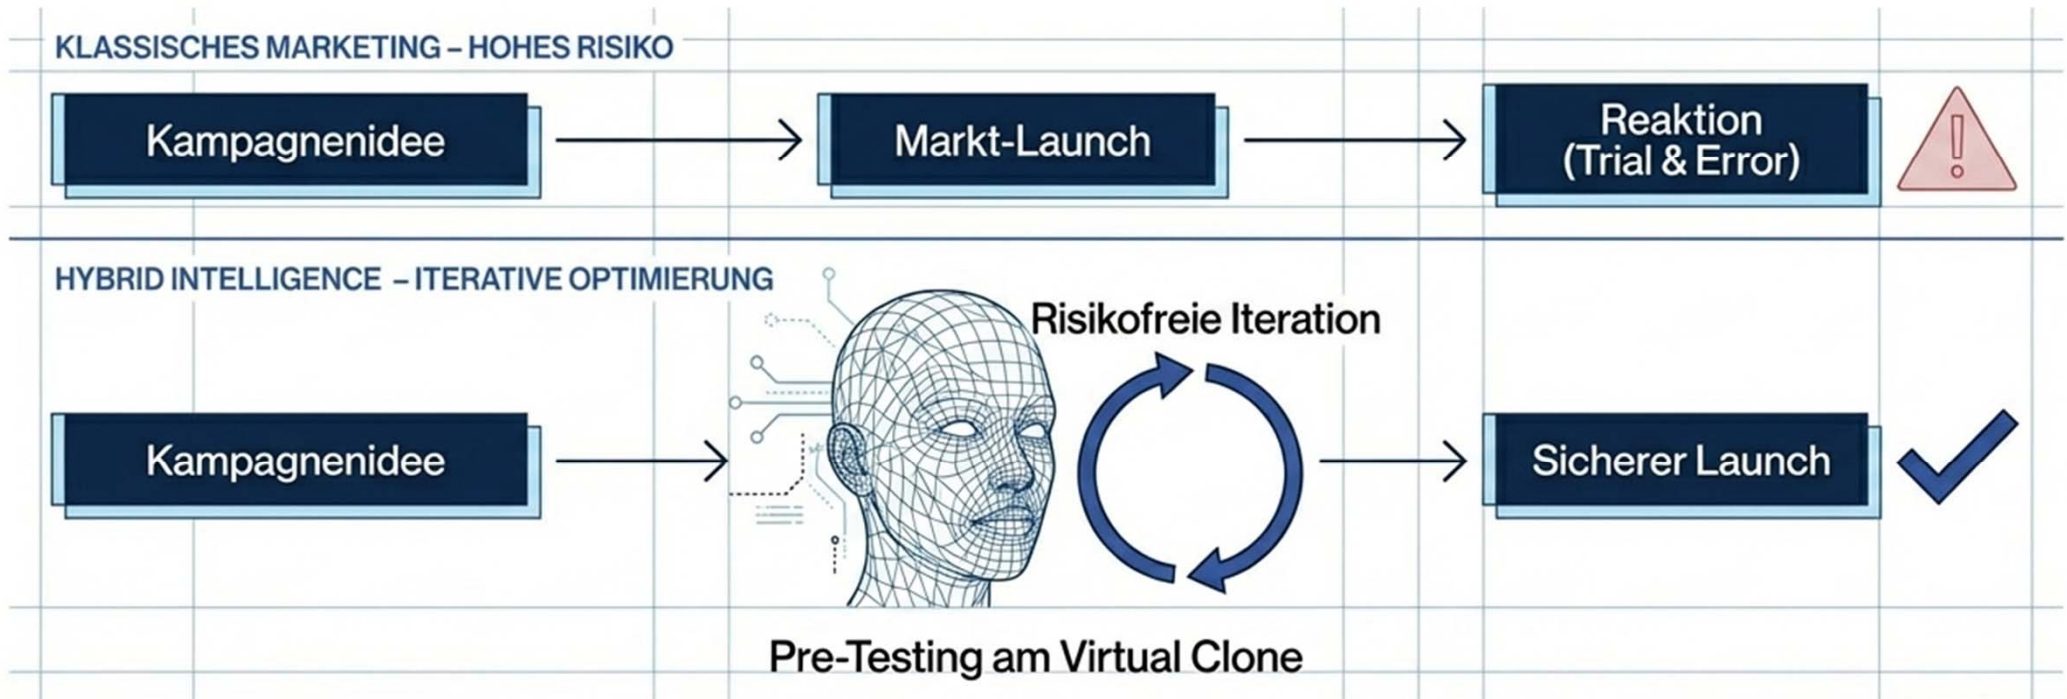 KLASSISCHES MARKETING – HOHES RISIKO
Kampagnenidee
Markt-Launch
Reaktion
(Trial & Error)
HYBRID INTELLIGENCE – ITERATIVE OPTIMIERUNG
Risikofreie Iteration
Kampagnenidee
Sicherer Launch
Pre-Testing am Virtual Clone